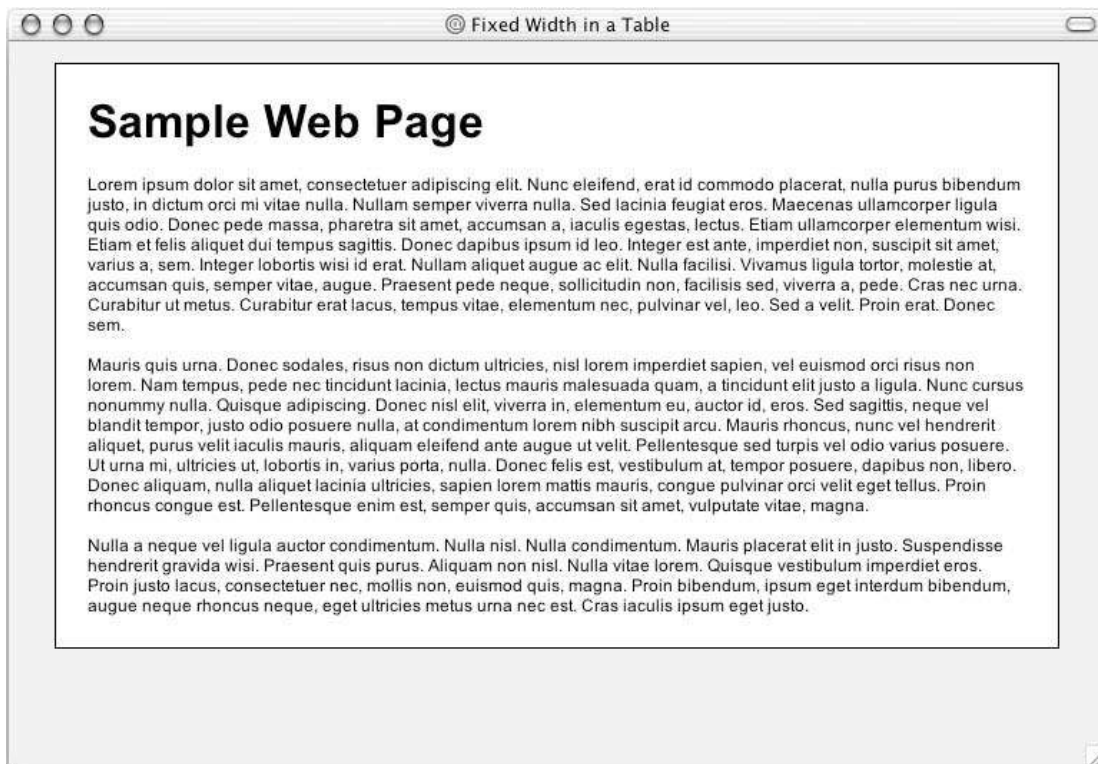 @ Fixed Width in a Table
Sample Web Page
Lorem ipsum dolor sit amet, consectetuer adipiscing elit. Nunc eleifend, erat id commodo placerat, nulla purus bibendum
justo, in dictum orci mi vitae nulla. Nullam semper viverra nulla. Sed lacinia feugiat eros. Maecenas ullamcorper ligula
quis odio. Donec pede massa, pharetra sit amet, accumsan a, iaculis egestas, lectus. Etiam ullamcorper elementum wisi.
Etiam et felis aliquet dui tempus sagittis. Donec dapibus ipsum id leo. Integer est ante, imperdiet non, suscipit sit amet,
varius a, sem. Integer lobortis wisi id erat. Nullam aliquet augue ac elit. Nulla facilisi. Vivamus ligula tortor, molestie at,
accumsan quis, semper vitae, augue. Praesent pede neque, sollicitudin non, facilisis sed, viverra a, pede. Cras nec urna.
Curabitur ut metus. Curabitur erat lacus, tempus vitae, elementum nec, pulvinar vel, leo. Sed a velit. Proin erat. Donec
sem.
Mauris quis urna. Donec sodales, risus non dictum ultricies, nisl lorem imperdiet sapien, vel euismod orci risus non
lorem. Nam tempus, pede nec tincidunt lacinia, lectus mauris malesuada quam, a tincidunt elit justo a ligula. Nunc cursus
nonummy nulla. Quisque adipiscing. Donec nisl elit, viverra in, elementum eu, auctor id, eros. Sed sagittis, neque vel
blandit tempor, justo odio posuere nulla, at condimentum lorem nibh suscipit arcu. Mauris rhoncus, nunc vel hendrerit
aliquet, purus velit iaculis mauris, aliquam eleifend ante augue ut velit. Pellentesque sed turpis vel odio varius posuere.
Ut urna mi, ultricies ut, lobortis in, varius porta, nulla. Donec felis est, vestibulum at, tempor posuere, dapibus non, libero.
Donec aliquam, nulla aliquet lacinia ultricies, sapien lorem mattis mauris, congue pulvinar orci velit eget tellus. Proin
rhoncus congue est. Pellentesque enim est, semper quis, accumsan sit amet, vulputate vitae, magna.
Nulla a neque vel ligula auctor condimentum. Nulla nisl. Nulla condimentum. Mauris placerat elit in justo. Suspendisse
hendrerit gravida wisi. Praesent quis purus. Aliquam non nisl. Nulla vitae lorem. Quisque vestibulum imperdiet eros.
Proin justo lacus, consectetuer nec, mollis non, euismod quis, magna. Proin bibendum, ipsum eget interdum bibendum,
augue neque rhoncus neque, eget ultricies metus urna nec est. Cras iaculis ipsum eget justo.